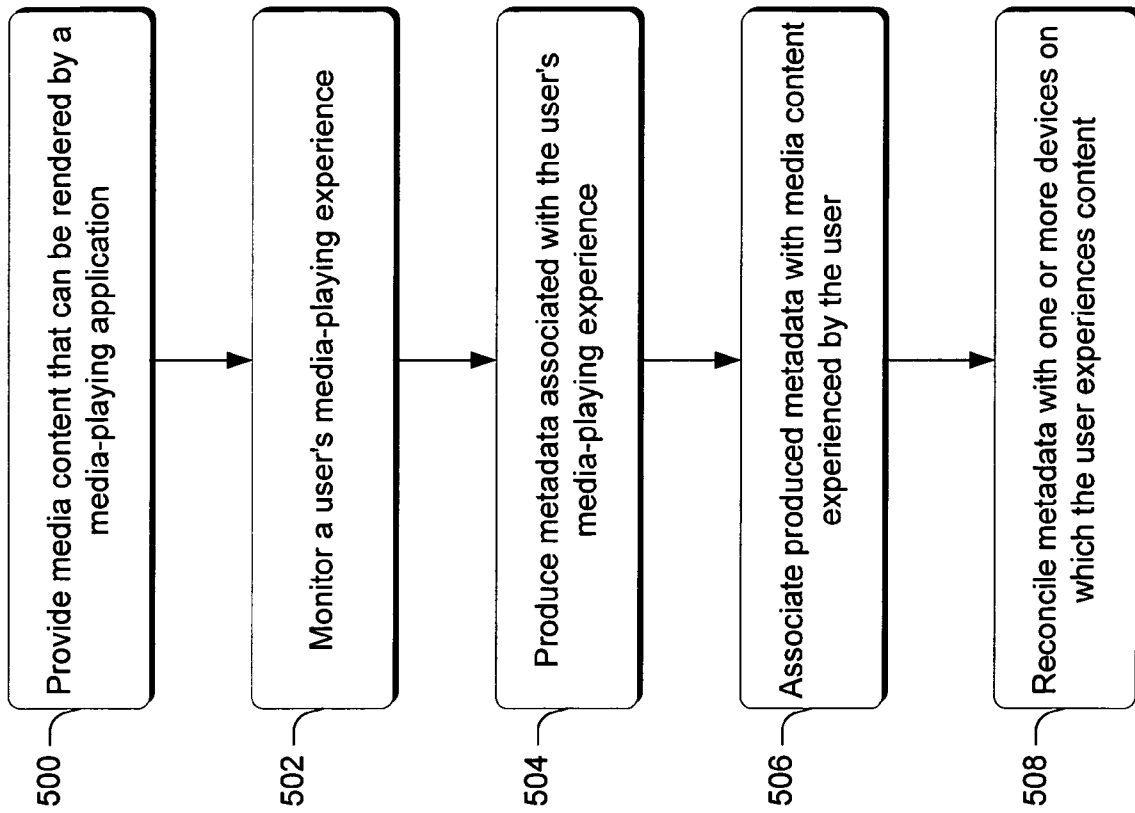 500
Provide media content that can be rendered by a
media-playing application
502
Monitor a user's media-playing experience
504
Produce metadata associated with the user's
media-playing experience
506
Associate produced metadata with media content
experienced by the user
508
Reconcile metadata with one or more devices on
which the user experiences content